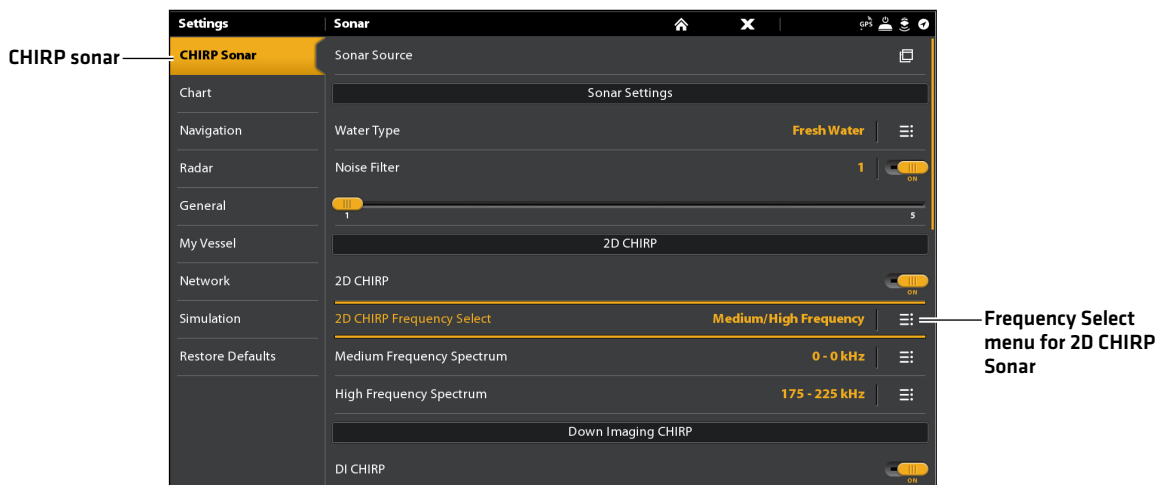 Settings
Sonar
GPS
CHIRP sonar
CHIRP Sonar
Sonar Source
Chart
Sonar Settings
Navigation
Water Type
Fresh Water
Radar
Noise Filter
1
ON
General
1
5
My Vessel
2D CHIRP
Network
2D CHIRP
ON
Simulation
2D CHIRP Frequency Select
Medium/High Frequency
Frequency Select
menu for 2D CHIRP
Sonar
Restore Defaults
Medium Frequency Spectrum
0 - 0 kHz
High Frequency Spectrum
175 - 225 kHz
Down Imaging CHIRP
DI CHIRP
ON